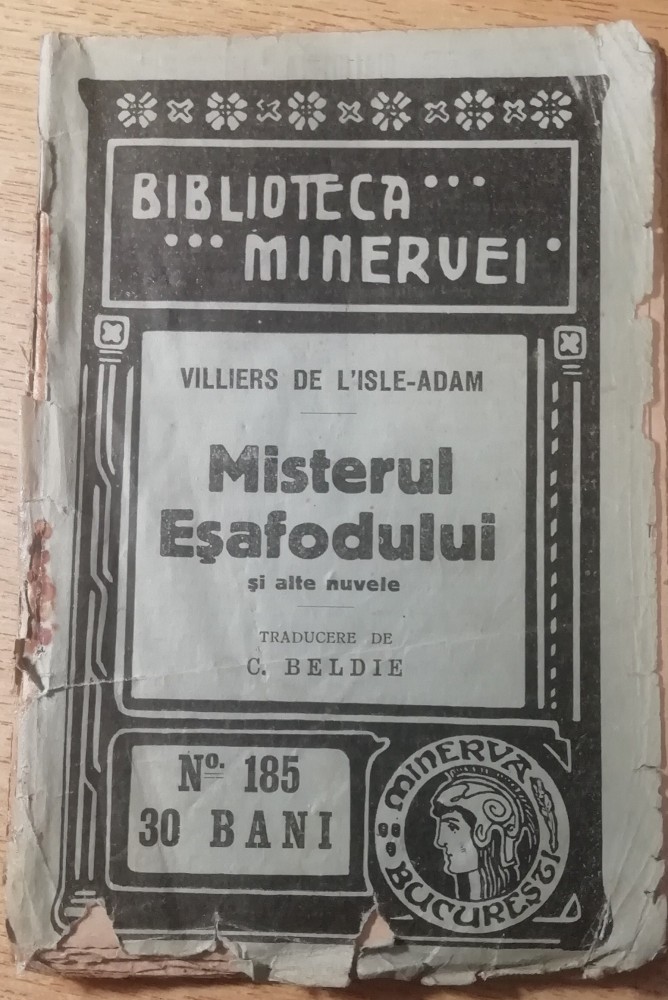 BIBLIOTECA ...
... MINERVEI .
VILLIERS DE L'ISLE-ADAM
Misterul
Eşafodului
şi alte nuvele
TRADUCERE DE
C. BELDIE
No. 185
30 BANI
MINERVA
BUCUREŞTI